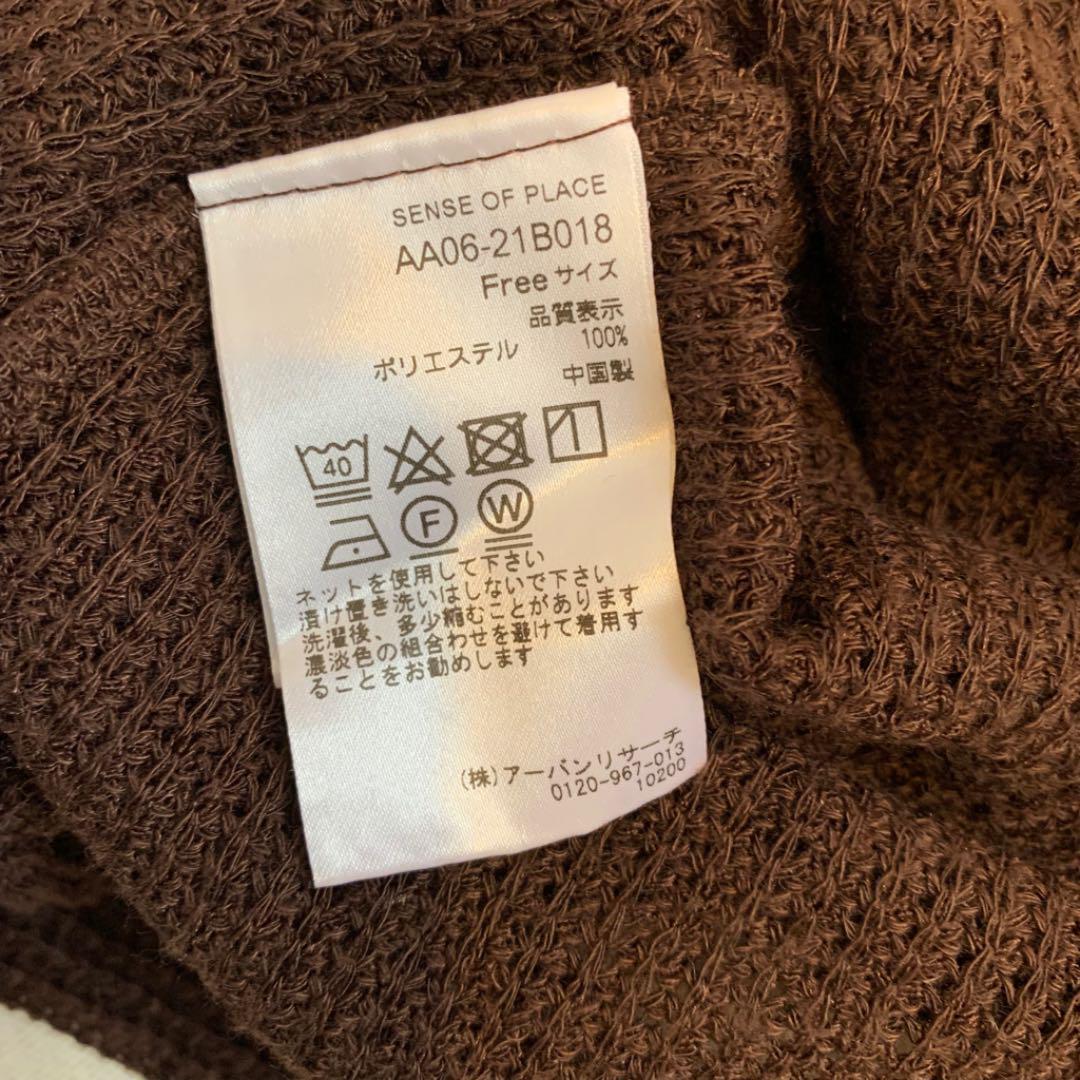 SENSE OF PLACE
AA06-21B018
Free サイズ
品質表示
ポリエステル 100%
中国製
40
F W
ネットを使用して下さい
漬け置き洗いはしないで下さい
洗濯後、多少縮むことがあります
濃淡色の組合わせを避けて着用す
ることをお勧めします
(株)アーバンリサーチ
0120-967-013
10200